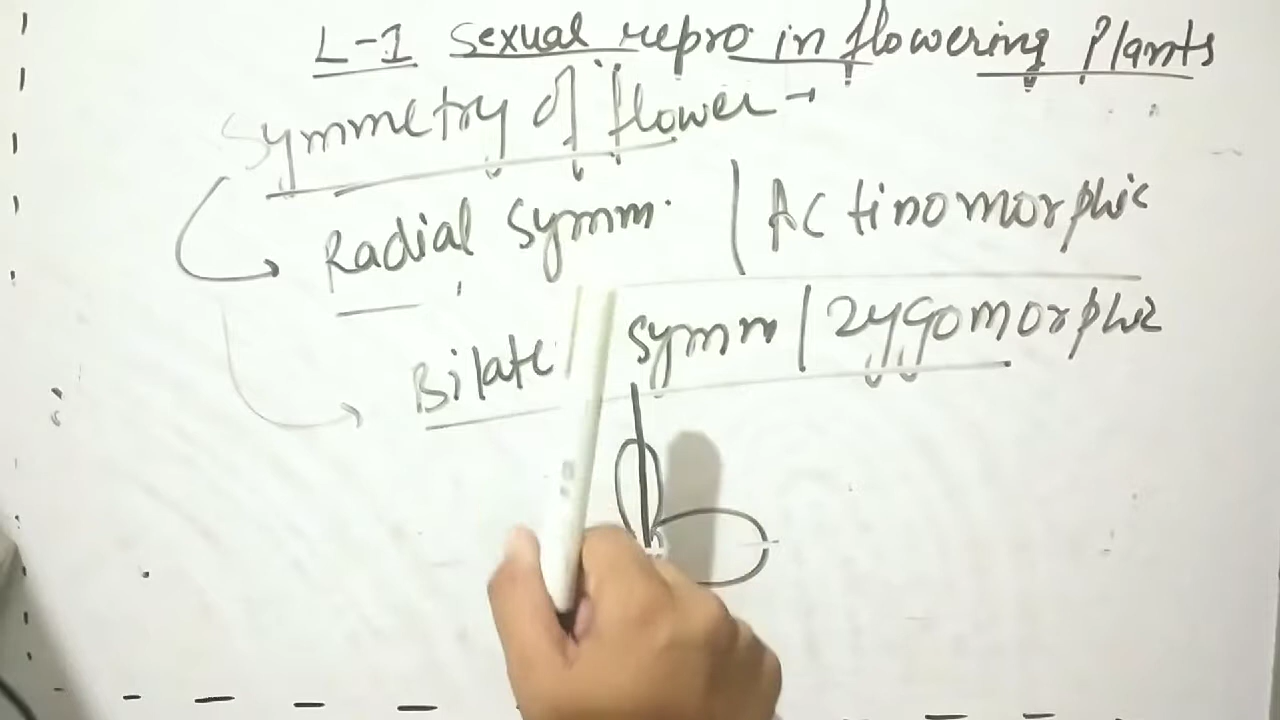 L-1 Sexual repro. in flowering Plants
Symmetry of flower →
Radial Symm. | Actinomorphic
Bilate symm | Zygomorphic